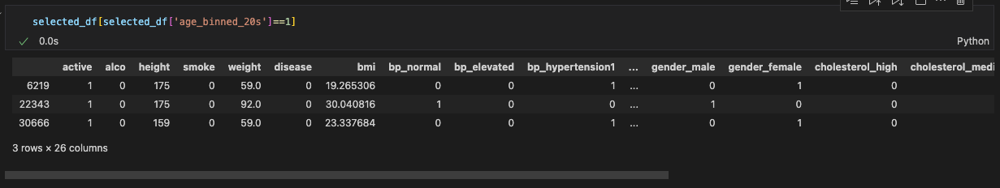 selected_df[selected_df['age_binned_20s']==1]
0.0s
Python
active alco height smoke weight disease bmi bp_normal bp_elevated bp_hypertension1 ... gender_male gender_female cholesterol_high cholesterol_medi
6219 1 0 175 0 59.0 0 19.265306 0 0 1 ... 0 1 0
22343 1 0 175 0 92.0 0 30.040816 1 0 0 ... 1 0 0
30666 1 0 159 0 59.0 0 23.337684 0 0 1 ... 0 1 0
3 rows × 26 columns